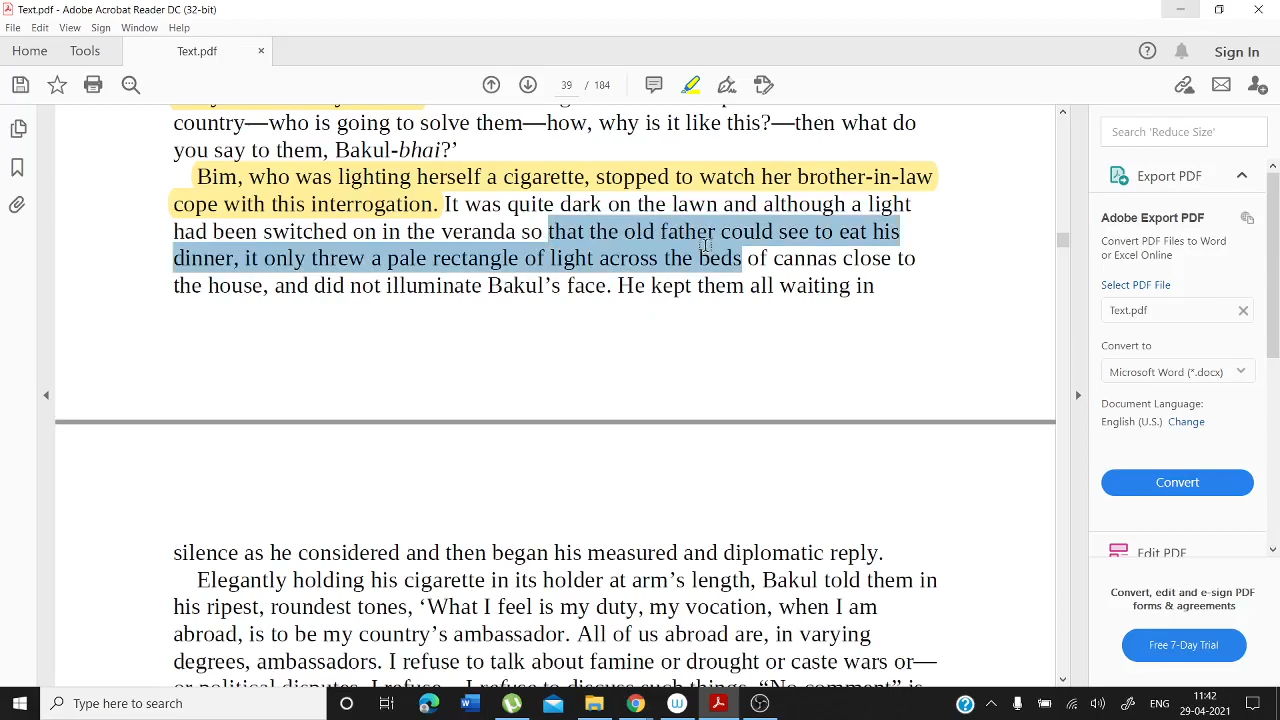 Text.pdf - Adobe Acrobat Reader DC (32-bit)
File Edit View Sign Window Help
Home Tools Text.pdf × Sign In
39 / 184
country—who is going to solve them—how, why is it like this?—then what do
you say to them, Bakul-bhai?’
Bim, who was lighting herself a cigarette, stopped to watch her brother-in-law
cope with this interrogation. It was quite dark on the lawn and although a light
had been switched on in the veranda so that the old father could see to eat his
dinner, it only threw a pale rectangle of light across the beds of cannas close to
the house, and did not illuminate Bakul’s face. He kept them all waiting in
silence as he considered and then began his measured and diplomatic reply.
Elegantly holding his cigarette in its holder at arm’s length, Bakul told them in
his ripest, roundest tones, ‘What I feel is my duty, my vocation, when I am
abroad, is to be my country’s ambassador. All of us abroad are, in varying
degrees, ambassadors. I refuse to talk about famine or drought or caste wars or—
or political disputes. I refuse—I refuse to discuss such things. “No comment” is
Search 'Reduce Size'
Export PDF
Adobe Export PDF
Convert PDF Files to Word
or Excel Online
Select PDF File
Text.pdf
Convert to
Microsoft Word (*.docx)
Document Language:
English (U.S.) Change
Convert
Edit PDF
Convert, edit and e-sign PDF
forms & agreements
Free 7-Day Trial
Type here to search
ENG
11:42
29-04-2021